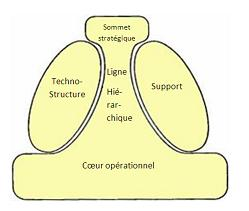 Sommet
stratégique
Techno-
Structure
Ligne
Hié-
rar-
chique
Support
Cœur opérationnel